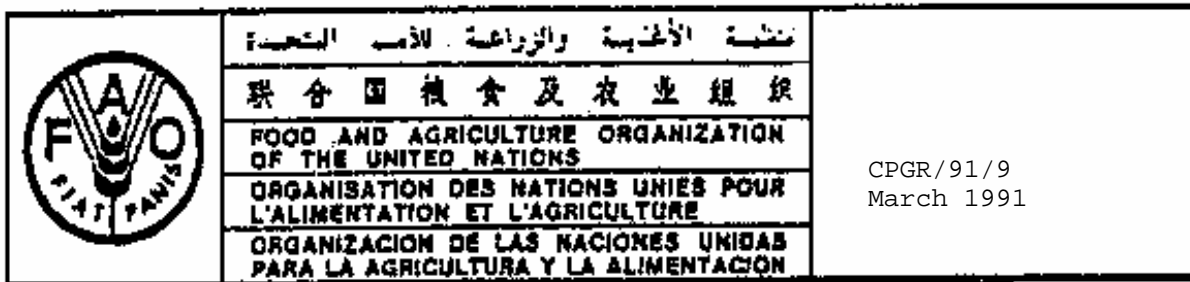 F A O
FIAT PANIS
منظمة الأغذية والزراعة للأمم المتحدة
联合国粮食及农业组织
FOOD AND AGRICULTURE ORGANIZATION
OF THE UNITED NATIONS
ORGANISATION DES NATIONS UNIES POUR
L'ALIMENTATION ET L'AGRICULTURE
ORGANIZACION DE LAS NACIONES UNIDAS
PARA LA AGRICULTURA Y LA ALIMENTACION
CPGR/91/9
March 1991